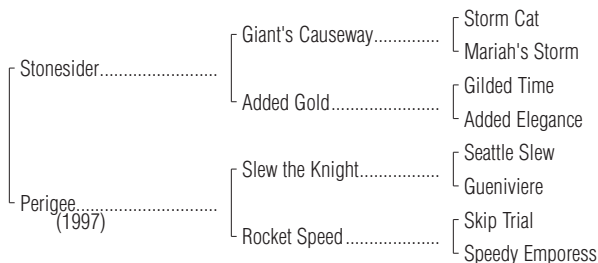 Storm Cat
Giant's Causeway..............
Mariah's Storm
Stonesider.........................
Gilded Time
Added Gold.......................
Added Elegance
Seattle Slew
Slew the Knight.................
Gueniviere
Perigee..............................
(1997)
Skip Trial
Rocket Speed....................
Speedy Emporess